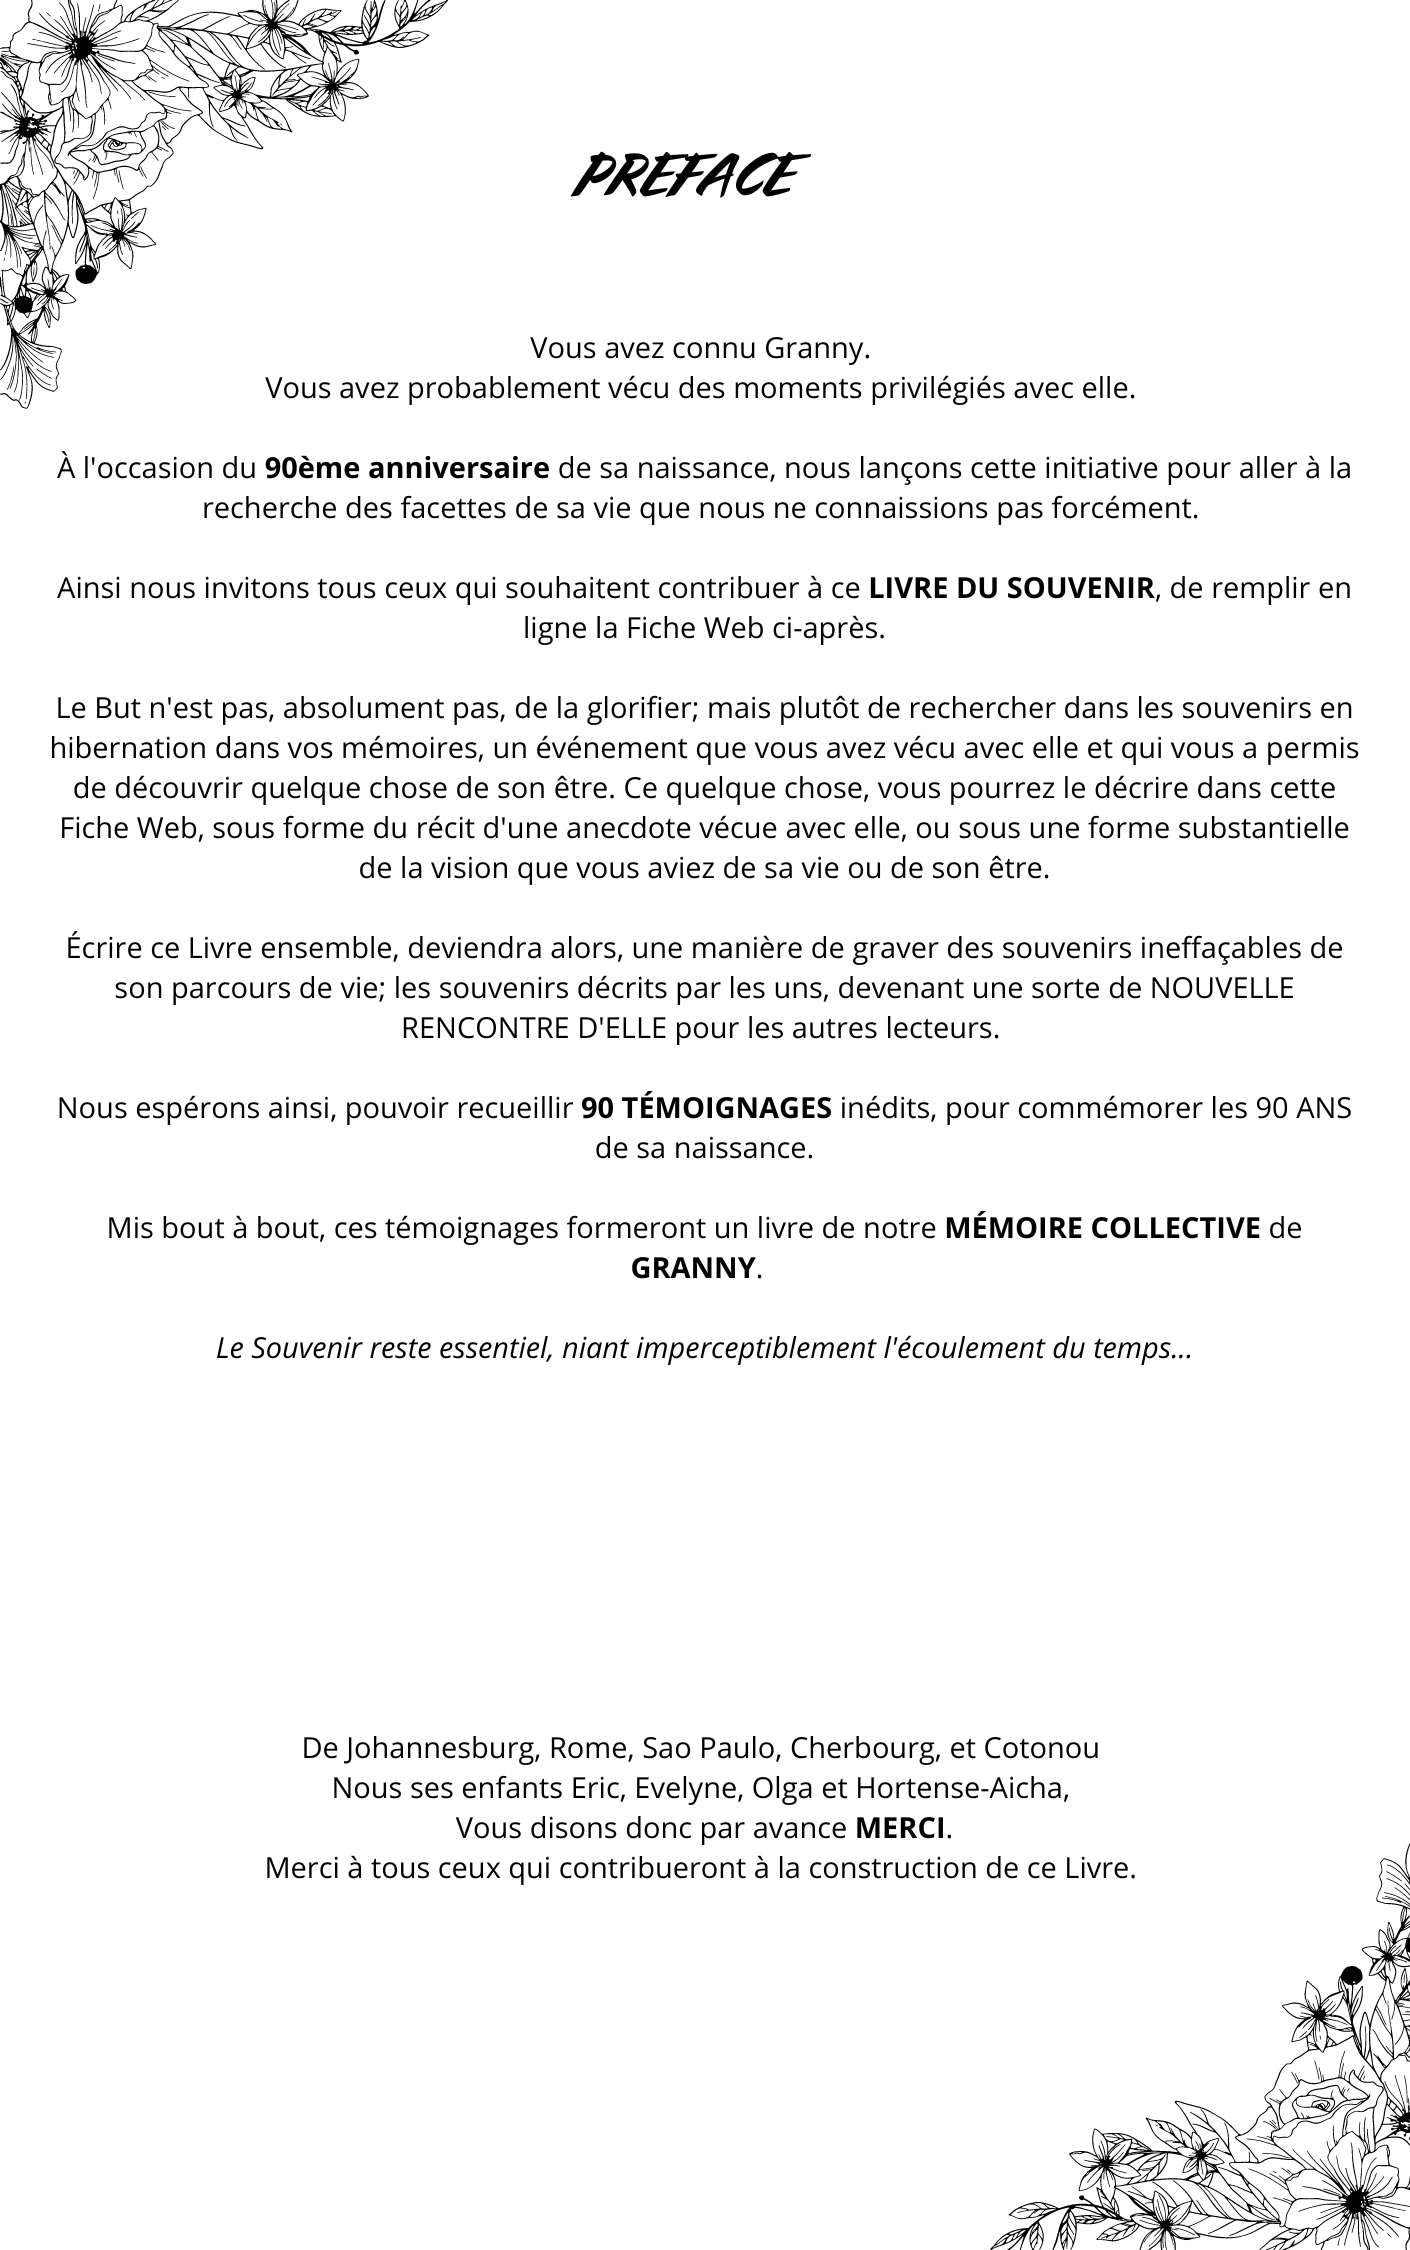 PREFACE
Vous avez connu Granny.
Vous avez probablement vécu des moments privilégiés avec elle.
À l'occasion du 90ème anniversaire de sa naissance, nous lançons cette initiative pour aller à la
recherche des facettes de sa vie que nous ne connaissions pas forcément.
Ainsi nous invitons tous ceux qui souhaitent contribuer à ce LIVRE DU SOUVENIR, de remplir en
ligne la Fiche Web ci-après.
Le But n'est pas, absolument pas, de la glorifier; mais plutôt de rechercher dans les souvenirs en
hibernation dans vos mémoires, un événement que vous avez vécu avec elle et qui vous a permis
de découvrir quelque chose de son être. Ce quelque chose, vous pourrez le décrire dans cette
Fiche Web, sous forme du récit d'une anecdote vécue avec elle, ou sous une forme substantielle
de la vision que vous aviez de sa vie ou de son être.
Écrire ce Livre ensemble, deviendra alors, une manière de graver des souvenirs ineffaçables de
son parcours de vie; les souvenirs décrits par les uns, devenant une sorte de NOUVELLE
RENCONTRE D'ELLE pour les autres lecteurs.
Nous espérons ainsi, pouvoir recueillir 90 TÉMOIGNAGES inédits, pour commémorer les 90 ANS
de sa naissance.
Mis bout à bout, ces témoignages formeront un livre de notre MÉMOIRE COLLECTIVE de
GRANNY.
Le Souvenir reste essentiel, niant imperceptiblement l'écoulement du temps...
De Johannesburg, Rome, Sao Paulo, Cherbourg, et Cotonou
Nous ses enfants Eric, Evelyne, Olga et Hortense-Aicha,
Vous disons donc par avance MERCI.
Merci à tous ceux qui contribueront à la construction de ce Livre.